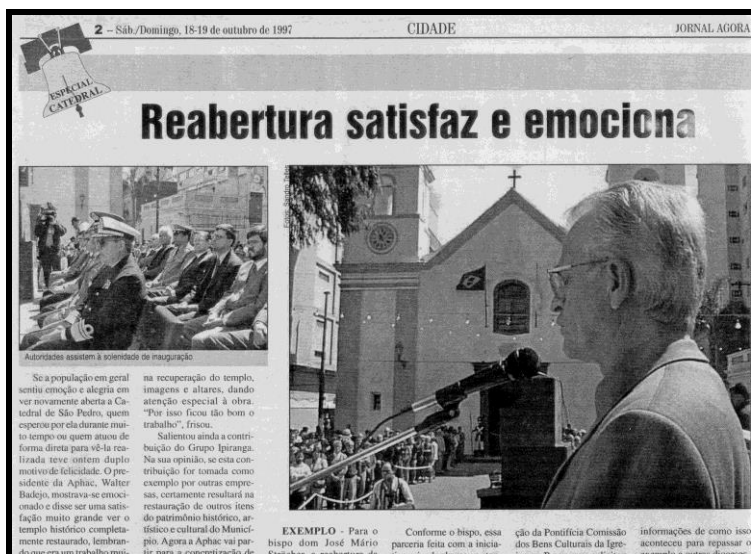 2 – Sáb./Domingo, 18-19 de outubro de 1997
CIDADE
JORNAL AGORA
ESPECIAL
CATEDRAL
Reabertura satisfaz e emociona
Autoridades assistem à solenidade de inauguração
Se a população em geral
sentiu emoção e alegria em
ver novamente aberta a Ca-
tedral de São Pedro, quem
esperou por ela durante mui-
to tempo ou quem atuou de
forma direta para vê-la rea-
lizada teve ontem duplo
motivo de felicidade. O pre-
sidente da Aphac, Walter
Badejo, mostrava-se emoci-
onado e disse ser uma satis-
fação muito grande ver o
templo histórico completa-
mente restaurado, lembran-
do que era um trabalho mui-
na recuperação do templo,
imagens e altares, dando
atenção especial à obra.
“Por isso ficou tão bom o
trabalho”, frisou.
Salientou ainda a contri-
buição do Grupo Ipiranga.
Na sua opinião, se esta con-
tribuição for tomada como
exemplo por outras empre-
sas, certamente resultará na
restauração de outros itens
do patrimônio histórico, ar-
tístico e cultural do Municí-
pio. Agora a Aphac vai par-
tir para a concretização de
EXEMPLO - Para o
bispo dom José Mário
Conforme o bispo, essa
parceria feita com a inicia-
ção da Pontifícia Comissão
dos Bens Culturais da Igre-
informações de como isso
aconteceu para repassar o